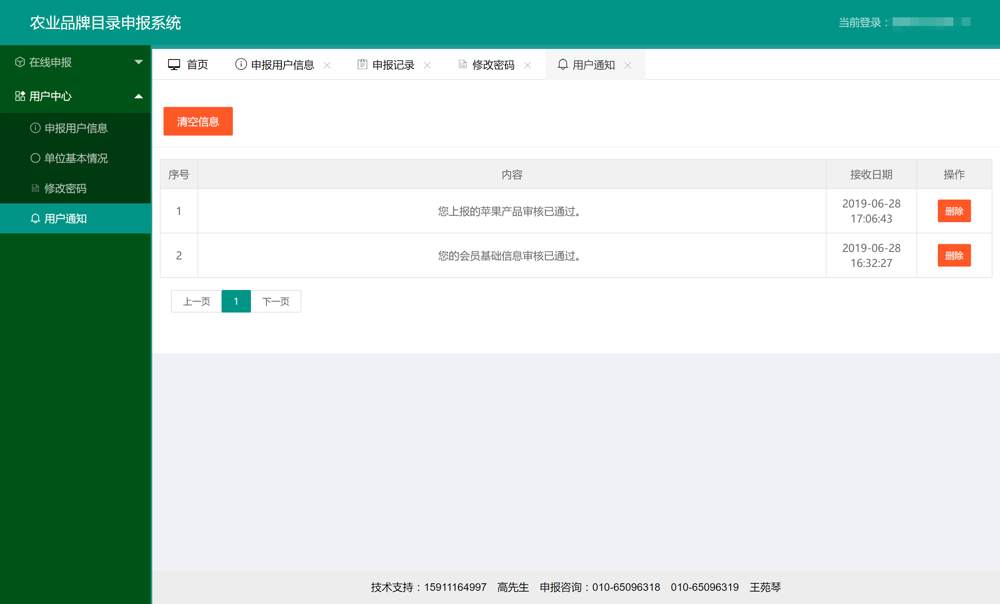 农业品牌目录申报系统
当前登录：
在线申报
用户中心
申报用户信息
单位基本情况
修改密码
用户通知
首页 申报用户信息 申报记录 修改密码 用户通知
清空信息
序号 内容 接收日期 操作
1 您上报的苹果产品审核已通过。 2019-06-28 17:06:43 删除
2 您的会员基础信息审核已通过。 2019-06-28 16:32:27 删除
上一页 1 下一页
技术支持：15911164997 高先生 申报咨询：010-65096318 010-65096319 王苑琴